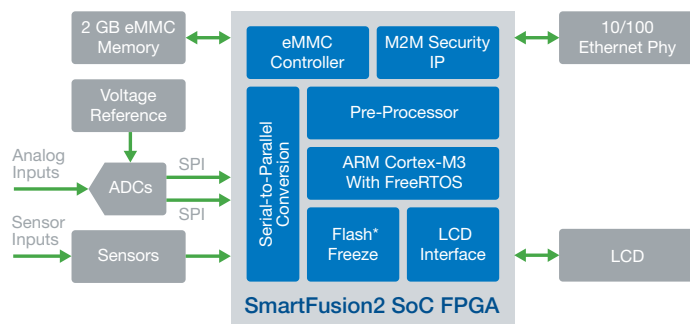 2 GB eMMC
Memory
eMMC
Controller
M2M Security
IP
10/100
Ethernet Phy
Voltage
Reference
Pre-Processor
Analog
Inputs
ADCs
SPI
SPI
Serial-to-Parallel
Conversion
ARM Cortex-M3
With FreeRTOS
Sensor
Inputs
Sensors
Flash*
Freeze
LCD
Interface
LCD
SmartFusion2 SoC FPGA